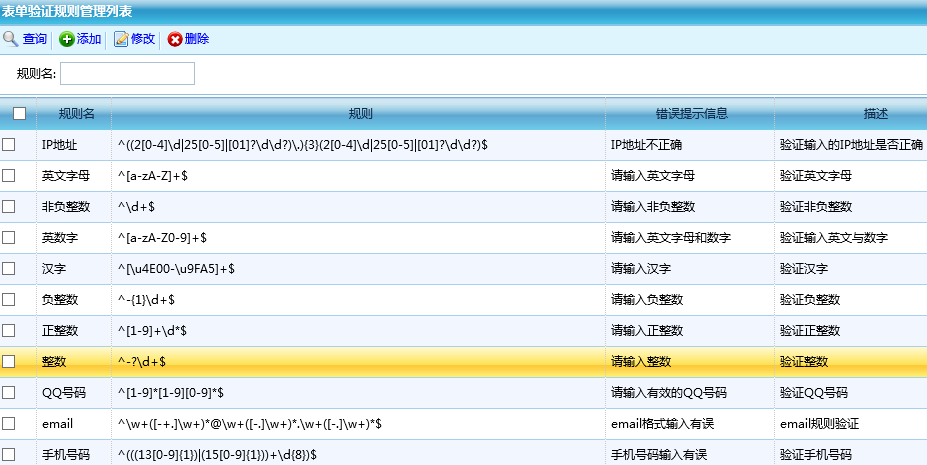 表单验证规则管理列表
查询 添加 修改 删除
规则名:
规则名 规则 错误提示信息 描述
IP地址 ^((2[0-4]\d|25[0-5]|[01]?\d\d?)\.){3}(2[0-4]\d|25[0-5]|[01]?\d\d?)$ IP地址不正确 验证输入的IP地址是否正确
英文字母 ^[a-zA-Z]+$ 请输入英文字母 验证英文字母
非负整数 ^\d+$ 请输入非负整数 验证非负整数
英数字 ^[a-zA-Z0-9]+$ 请输入英文字母和数字 验证输入英文与数字
汉字 ^[\u4E00-\u9FA5]+$ 请输入汉字 验证汉字
负整数 ^-{1}\d+$ 请输入负整数 验证负整数
正整数 ^[1-9]+\d*$ 请输入正整数 验证正整数
整数 ^-?\d+$ 请输入整数 验证整数
QQ号码 ^[1-9]*[1-9][0-9]*$ 请输入有效的QQ号码 验证QQ号码
email ^\w+([-+.]\w+)*@\w+([-.]\w+)*.\w+([-.]\w+)*$ email格式输入有误 email规则验证
手机号码 ^(((13[0-9]{1})|(15[0-9]{1}))+\d{8})$ 手机号码输入有误 验证手机号码